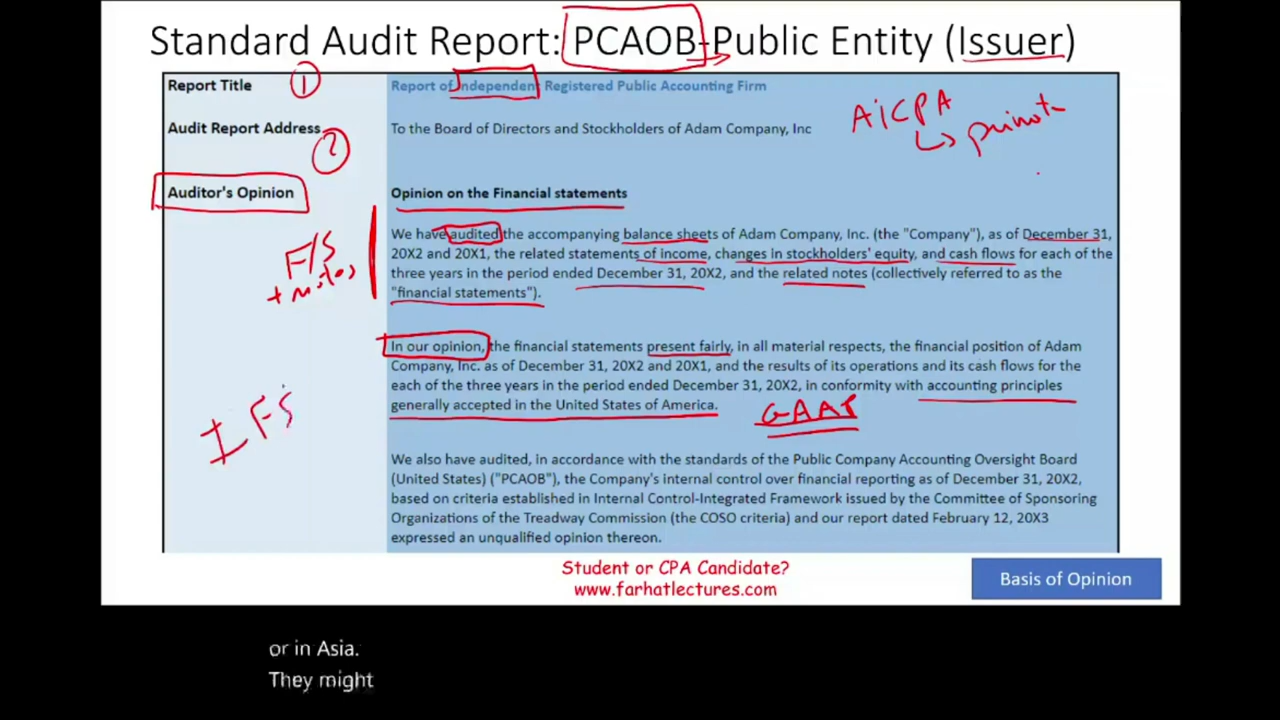 Standard Audit Report: PCAOB-Public Entity (Issuer)
Report Title ①
Report of Independent Registered Public Accounting Firm
AiCPA
Audit Report Address
To the Board of Directors and Stockholders of Adam Company, Inc
②
Auditor's Opinion
Opinion on the Financial statements
We have audited the accompanying balance sheets of Adam Company, Inc. (the "Company"), as of December 31,
20X2 and 20X1, the related statements of income, changes in stockholders' equity, and cash flows for each of the
three years in the period ended December 31, 20X2, and the related notes (collectively referred to as the
"financial statements").
F/S
+ notes
In our opinion, the financial statements present fairly, in all material respects, the financial position of Adam
Company, Inc. as of December 31, 20X2 and 20X1, and the results of its operations and its cash flows for the
each of the three years in the period ended December 31, 20X2, in conformity with accounting principles
generally accepted in the United States of America.
GAAP
IFS
We also have audited, in accordance with the standards of the Public Company Accounting Oversight Board
(United States) ("PCAOB"), the Company's internal control over financial reporting as of December 31, 20X2,
based on criteria established in Internal Control-Integrated Framework issued by the Committee of Sponsoring
Organizations of the Treadway Commission (the COSO criteria) and our report dated February 12, 20X3
expressed an unqualified opinion thereon.
Student or CPA Candidate?
www.farhatlectures.com
Basis of Opinion
or in Asia.
They might